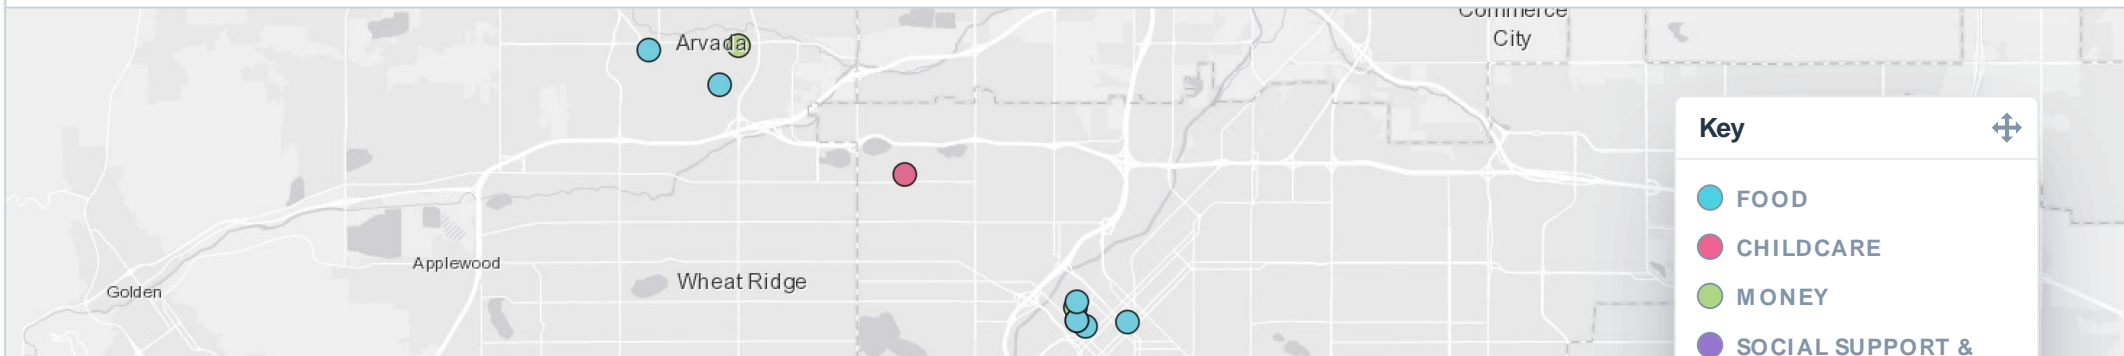 Commerce
City
Arvada
Key
FOOD
CHILDCARE
Applewood
Wheat Ridge
Golden
MONEY
SOCIAL SUPPORT &